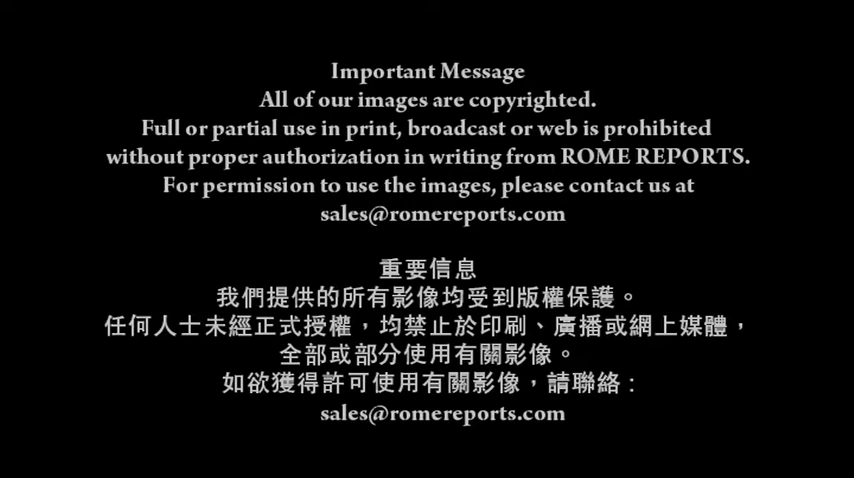 Important Message
All of our images are copyrighted.
Full or partial use in print, broadcast or web is prohibited
without proper authorization in writing from ROME REPORTS.
For permission to use the images, please contact us at
sales@romereports.com
重要信息
我們提供的所有影像均受到版權保護。
任何人士未經正式授權，均禁止於印刷、廣播或網上媒體，
全部或部分使用有關影像。
如欲獲得許可使用有關影像，請聯絡：
sales@romereports.com